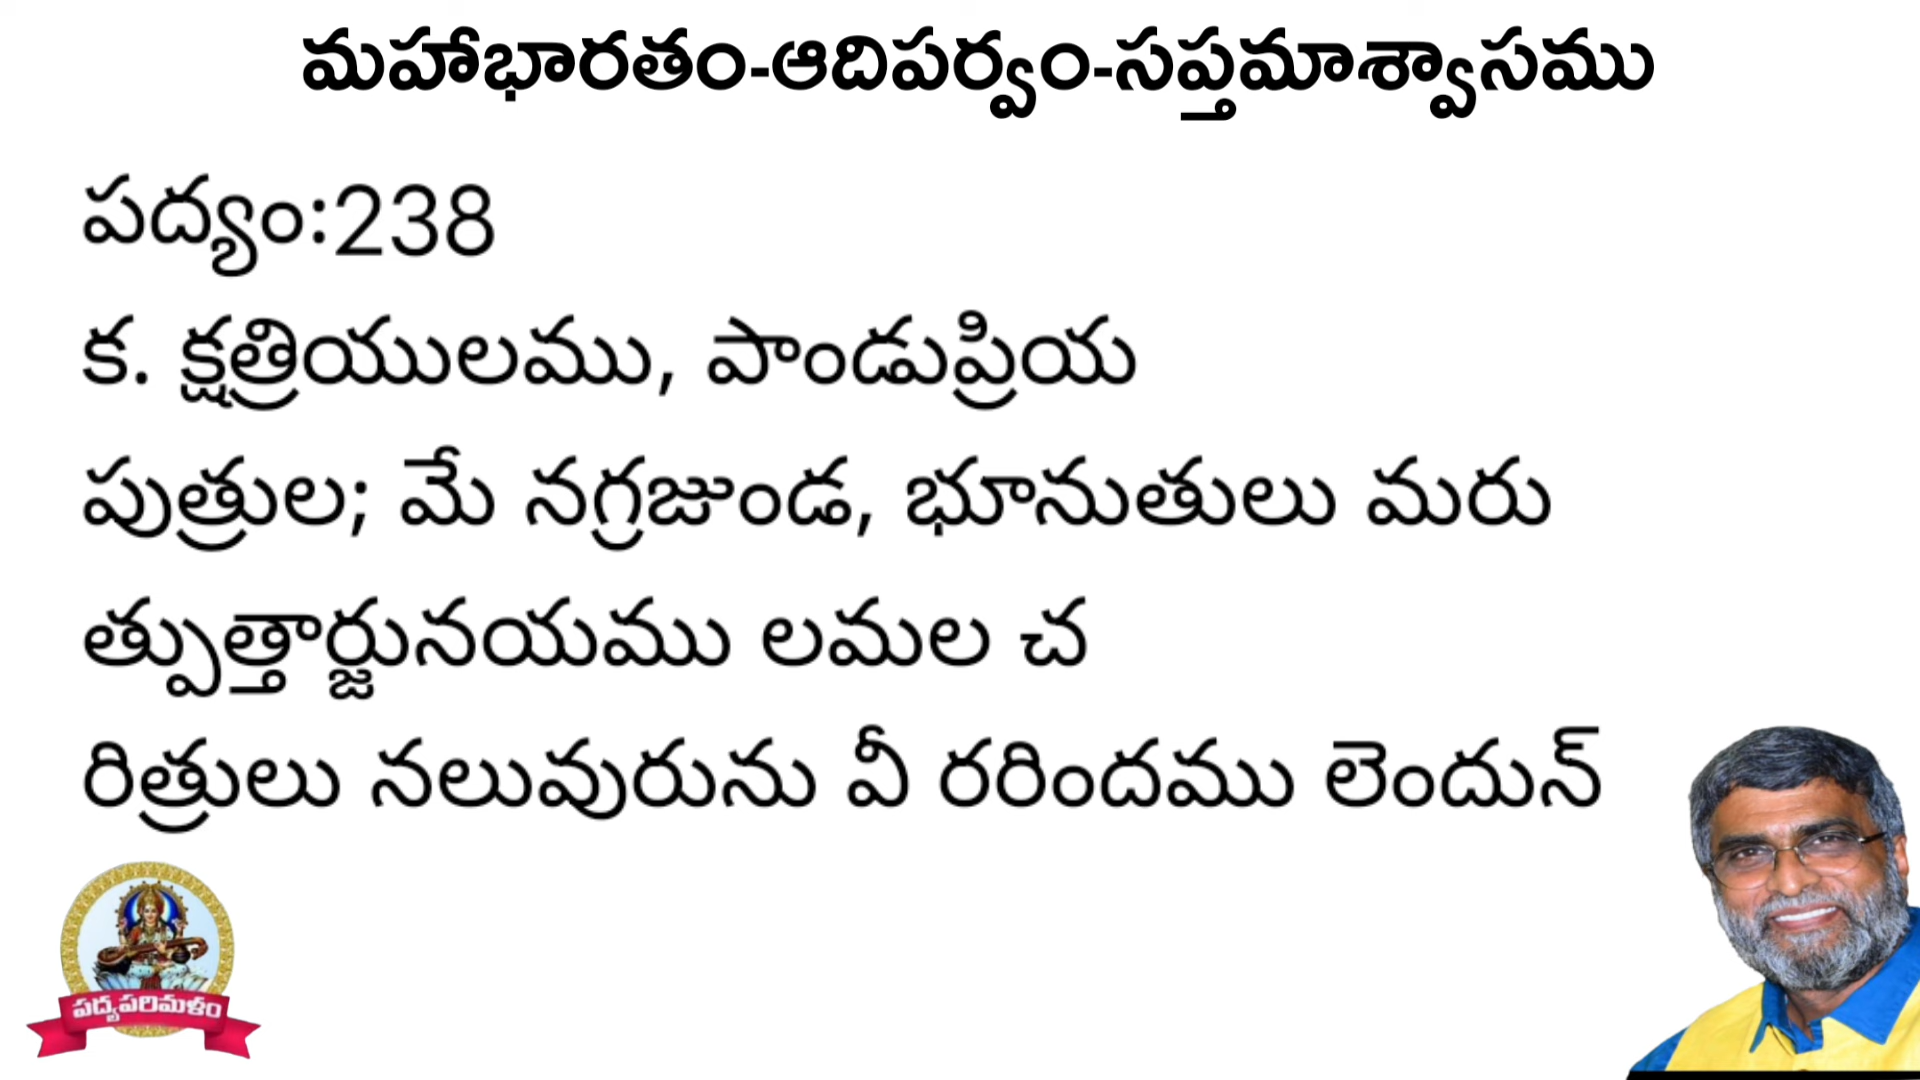 మహాభారతం-ఆదిపర్వం-సప్తమాశ్వాసము
పద్యం:238
క. క్షత్రియులము, పాండుప్రియ
పుత్రుల; మే నగ్రజుండ, భూనుతులు మరు
త్పుత్తార్జునయము లమల చ
రిత్రులు నలువురును వీ రరిందము లెందున్
పద్యపరిమళం